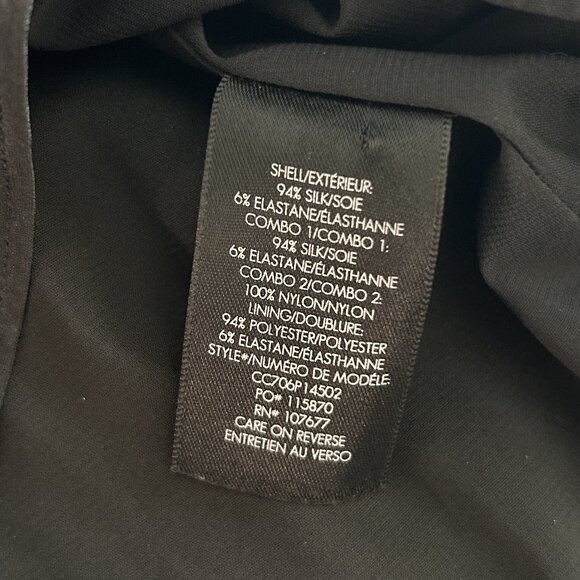 SHELL/EXTÉRIEUR:
94% SILK/SOIE
6% ELASTANE/ÉLASTHANNE
COMBO 1/COMBO 1:
94% SILK/SOIE
6% ELASTANE/ÉLASTHANNE
COMBO 2/COMBO 2:
100% NYLON/NYLON
LINING/DOUBLURE:
94% POLYESTER/POLYESTER
6% ELASTANE/ÉLASTHANNE
STYLE#/NUMÉRO DE MODÉLE:
CC706P14502
PO# 115870
RN# 107677
CARE ON REVERSE
ENTRETIEN AU VERSO